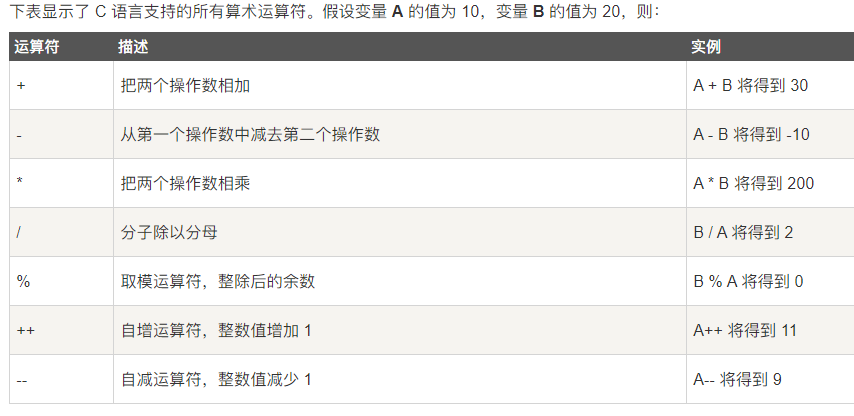 下表显示了 C 语言支持的所有算术运算符。假设变量 A 的值为 10，变量 B 的值为 20，则：
运算符 描述 实例
+ 把两个操作数相加 A + B 将得到 30
- 从第一个操作数中减去第二个操作数 A - B 将得到 -10
* 把两个操作数相乘 A * B 将得到 200
/ 分子除以分母 B / A 将得到 2
% 取模运算符，整除后的余数 B % A 将得到 0
++ 自增运算符，整数值增加 1 A++ 将得到 11
-- 自减运算符，整数值减少 1 A-- 将得到 9